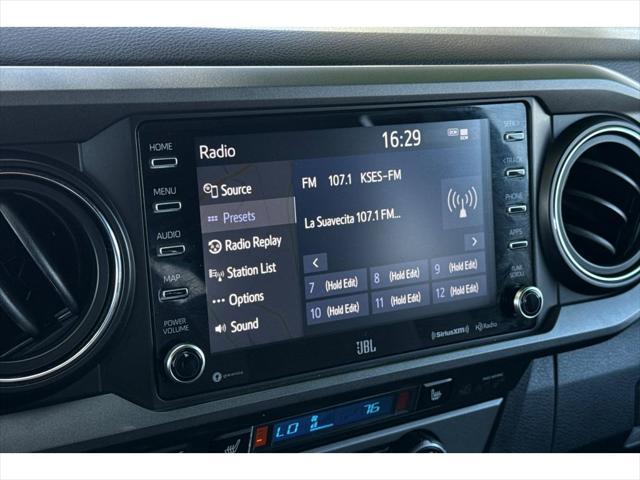 Radio
16:29
DCM
DCM
HOME
MENU
AUDIO
MAP
POWER
VOLUME
Source
Presets
Radio Replay
Station List
Options
Sound
FM 107.1 KSES-FM
La Suavecita 107.1 FM...
7 (Hold Edit)
8 (Hold Edit)
9 (Hold Edit)
10 (Hold Edit)
11 (Hold Edit)
12 (Hold Edit)
SEEK>
<TRACK
PHONE
APPS
TUNE
SCROLL
JBL
SiriusXM
HD Radio
LO
76